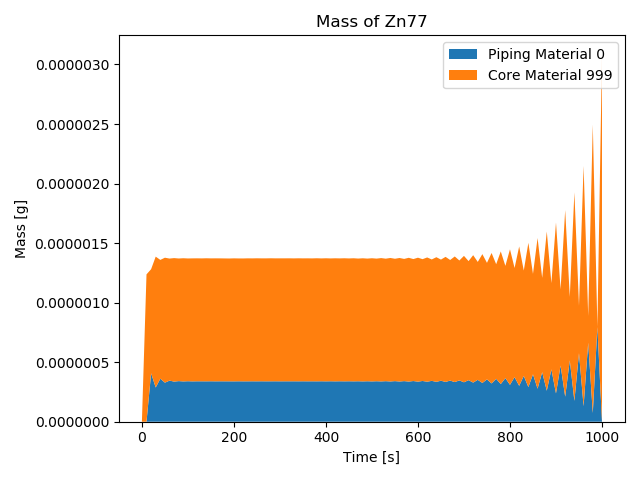 Mass of Zn77
Piping Material 0
Core Material 999
0.0000030
0.0000025
0.0000020
0.0000015
0.0000010
0.0000005
0.0000000
Mass [g]
0 200 400 600 800 1000
Time [s]